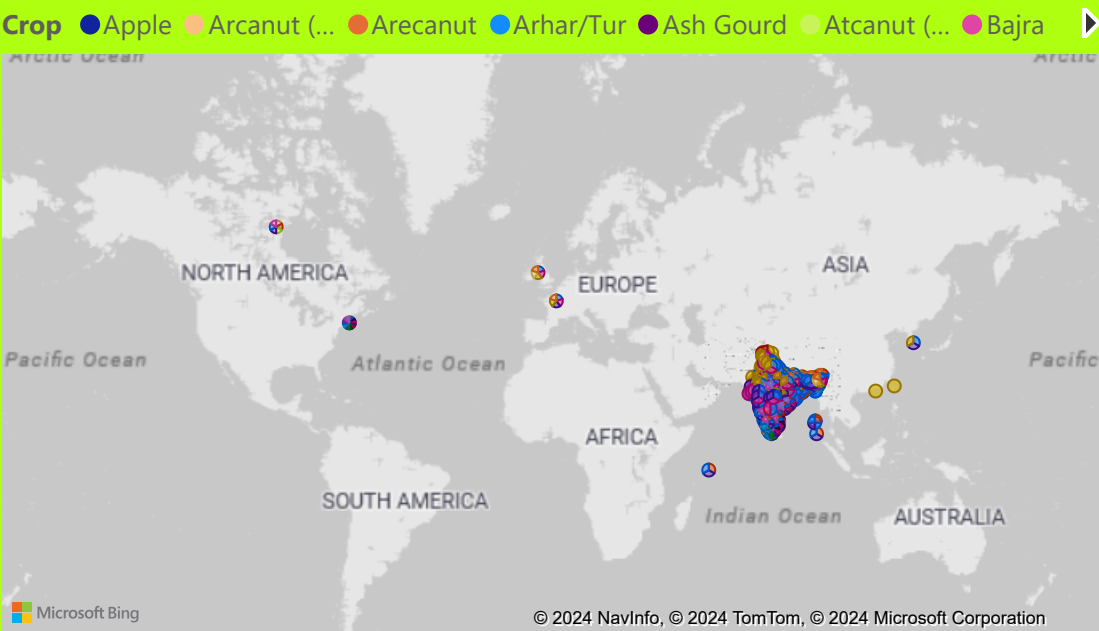 Crop Apple Arcanut (... Arecanut Arhar/Tur Ash Gourd Atcanut (... Bajra
Arctic Ocean Arctic
NORTH AMERICA EUROPE ASIA
Pacific Ocean Atlantic Ocean Pacific
AFRICA
SOUTH AMERICA Indian Ocean AUSTRALIA
Microsoft Bing © 2024 NavInfo, © 2024 TomTom, © 2024 Microsoft Corporation